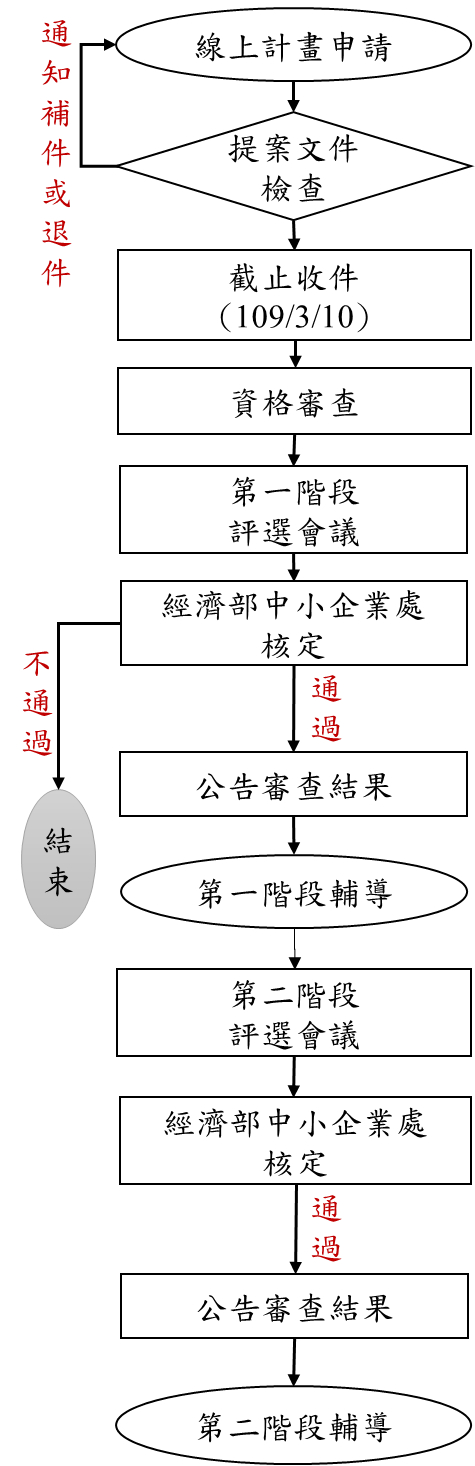 線上計畫申請
通知補件或退件
提案文件
檢查
截止收件
（109/3/10）
資格審查
第一階段
評選會議
經濟部中小企業處
核定
不通過
通過
結束
公告審查結果
第一階段輔導
第二階段
評選會議
經濟部中小企業處
核定
通過
公告審查結果
第二階段輔導